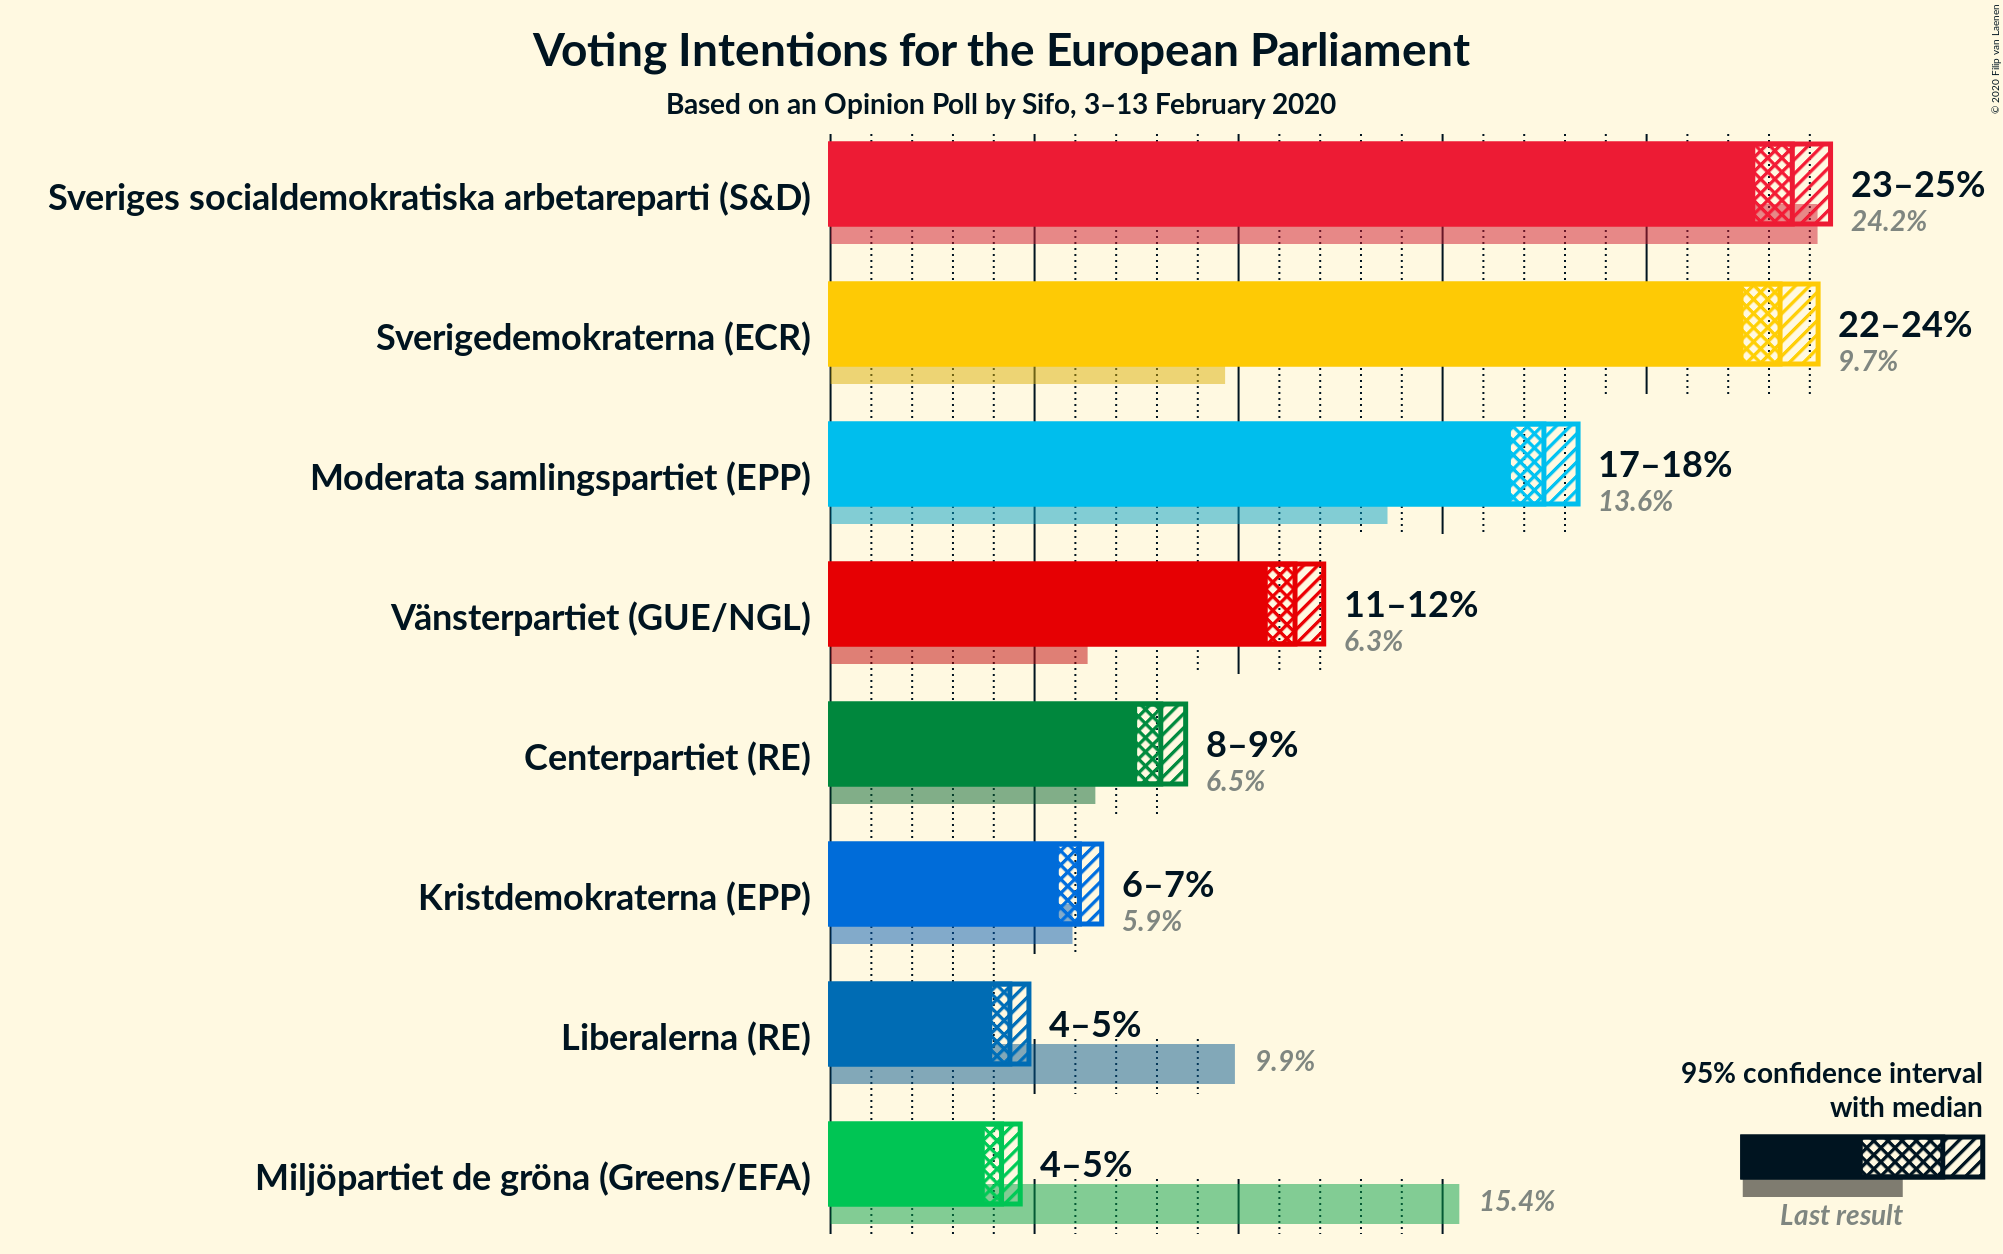 Voting Intentions for the European Parliament
Based on an Opinion Poll by Sifo, 3–13 February 2020
© 2020 Filip van Laenen
Sveriges socialdemokratiska arbetareparti (S&D)
23–25%
24.2%
Sverigedemokraterna (ECR)
22–24%
9.7%
Moderata samlingspartiet (EPP)
17–18%
13.6%
Vänsterpartiet (GUE/NGL)
11–12%
6.3%
Centerpartiet (RE)
8–9%
6.5%
Kristdemokraterna (EPP)
6–7%
5.9%
Liberalerna (RE)
4–5%
9.9%
Miljöpartiet de gröna (Greens/EFA)
4–5%
15.4%
95% confidence interval
with median
Last result